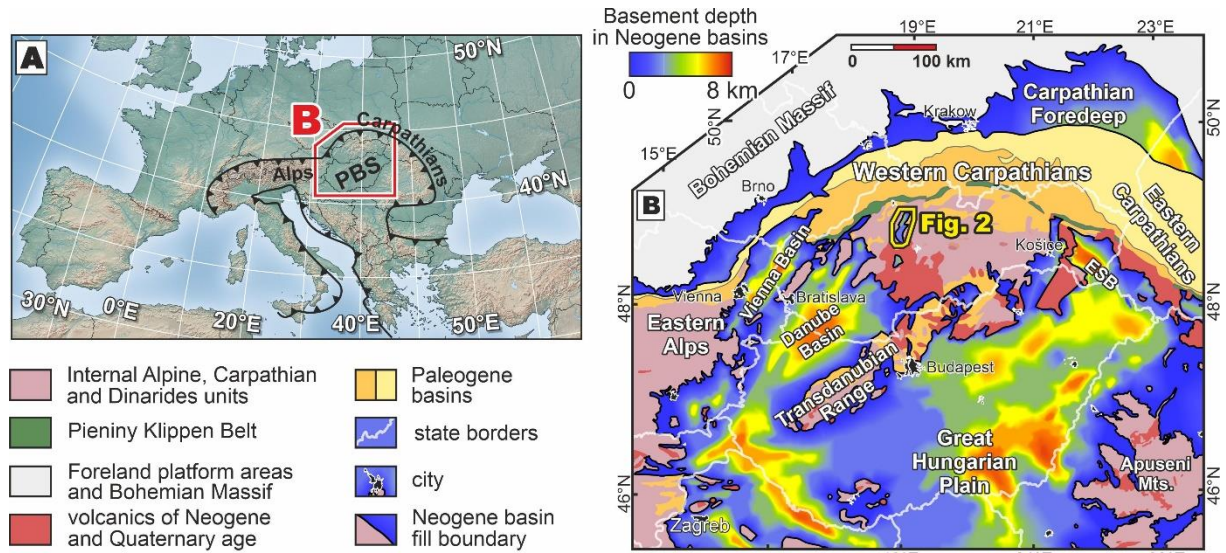 A
50°N
B
Carpathians
Alps
PBS
40°N
30°N
0°E
20°E
40°E
50°E
Internal Alpine, Carpathian
and Dinarides units
Pieniny Klippen Belt
Foreland platform areas
and Bohemian Massif
volcanics of Neogene
and Quaternary age
Paleogene
basins
state borders
city
Neogene basin
fill boundary
Basement depth
in Neogene basins
0
8 km
19°E
21°E
23°E
17°E
0
100 km
15°E
50°N
50°N
Bohemian Massif
Krakow
Carpathian
Foredeep
Western Carpathians
Brno
B
Fig. 2
Eastern
Carpathians
Košice
ESB
Vienna Basin
Vienna
Bratislava
48°N
48°N
Eastern
Alps
Danube
Basin
Transdanubian
Range
Budapest
Great
Hungarian
Plain
Apuseni
Mts.
46°N
46°N
Zagreb